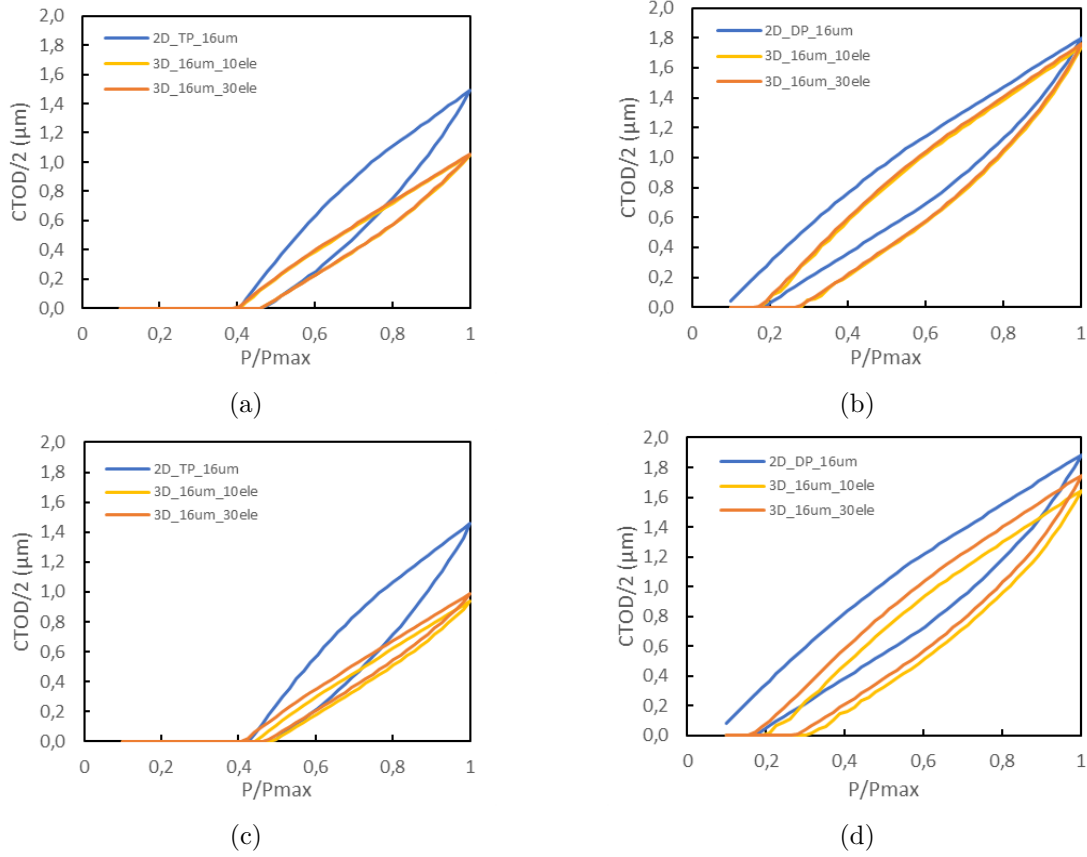 2,0
1,8
1,6
1,4
1,2
1,0
0,8
0,6
0,4
0,2
0,0
CTOD/2 (µm)
2D_TP_16um
3D_16um_10ele
3D_16um_30ele
0 0,2 0,4 0,6 0,8 1
P/Pmax
(a)
2,0
1,8
1,6
1,4
1,2
1,0
0,8
0,6
0,4
0,2
0,0
CTOD/2 (µm)
2D_DP_16um
3D_16um_10ele
3D_16um_30ele
0 0,2 0,4 0,6 0,8 1
P/Pmax
(b)
2,0
1,8
1,6
1,4
1,2
1,0
0,8
0,6
0,4
0,2
0,0
CTOD/2 (µm)
2D_TP_16um
3D_16um_10ele
3D_16um_30ele
0 0,2 0,4 0,6 0,8 1
P/Pmax
(c)
2,0
1,8
1,6
1,4
1,2
1,0
0,8
0,6
0,4
0,2
0,0
CTOD/2 (µm)
2D_DP_16um
3D_16um_10ele
3D_16um_30ele
0 0,2 0,4 0,6 0,8 1
P/Pmax
(d)